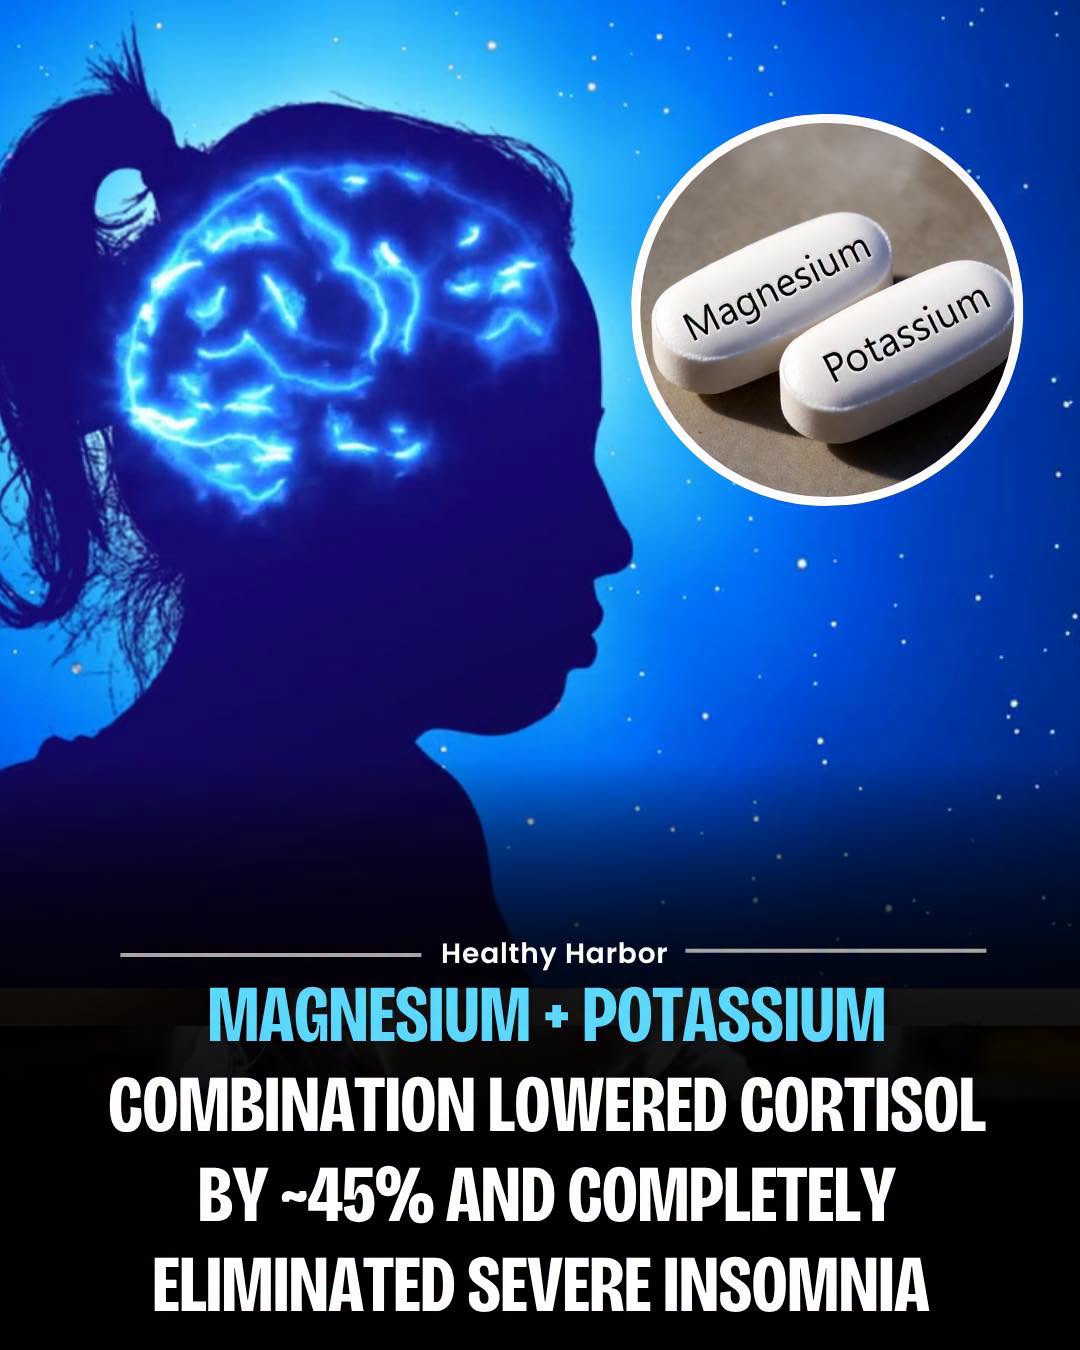 Magnesium
Potassium
Healthy Harbor
MAGNESIUM + POTASSIUM
COMBINATION LOWERED CORTISOL
BY ~45% AND COMPLETELY
ELIMINATED SEVERE INSOMNIA